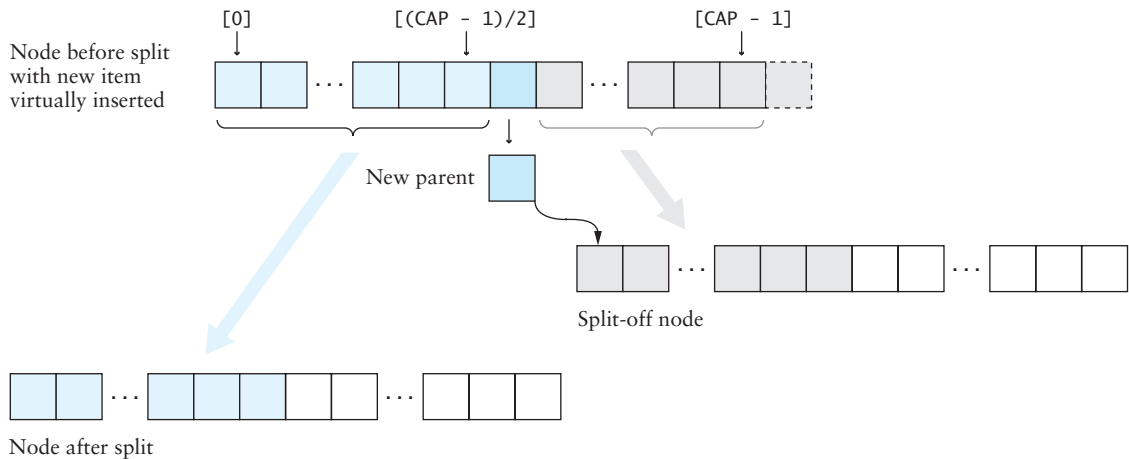 [0]
[(CAP - 1)/2]
[CAP - 1]
Node before split
with new item
virtually inserted
...
...
New parent
...
...
Split-off node
...
...
Node after split